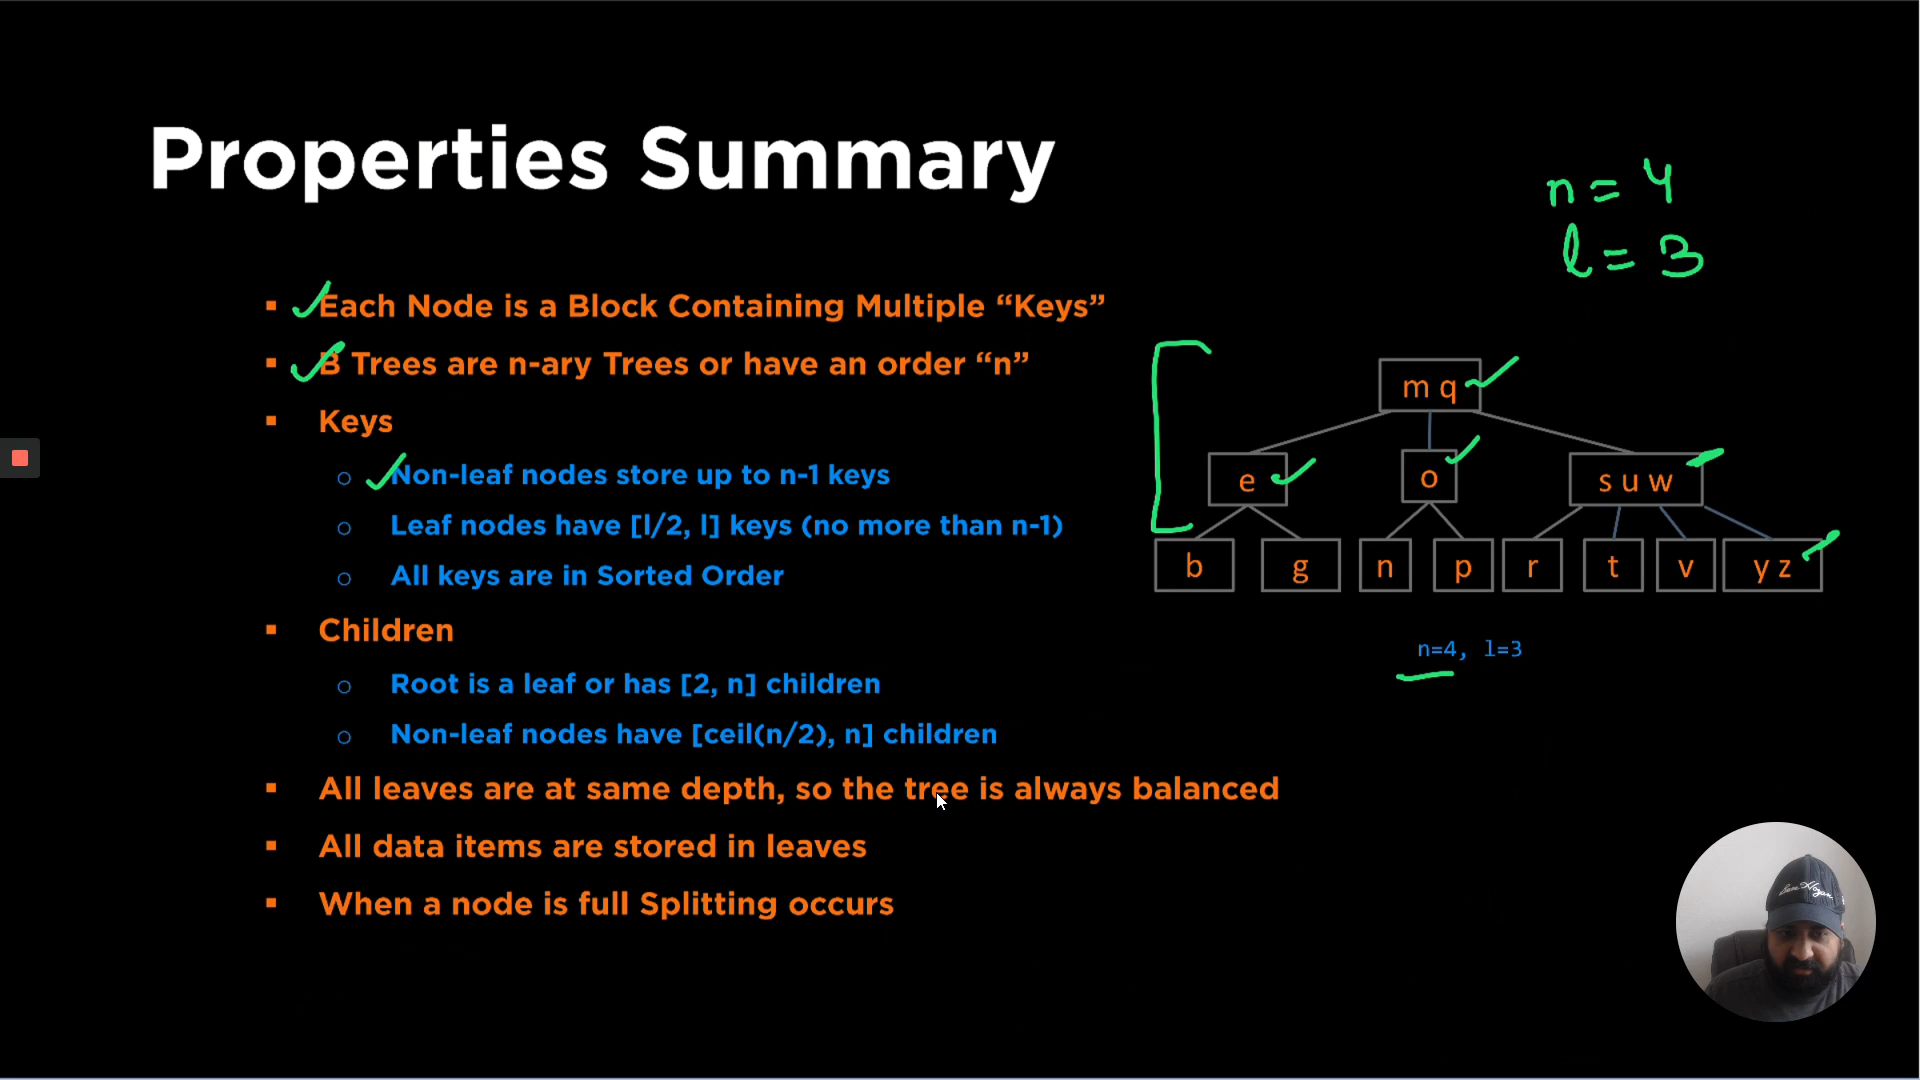 Properties Summary
n = 4
l = 3
Each Node is a Block Containing Multiple “Keys”
B Trees are n-ary Trees or have an order “n”
Keys
Non-leaf nodes store up to n-1 keys
Leaf nodes have [l/2, l] keys (no more than n-1)
All keys are in Sorted Order
Children
Root is a leaf or has [2, n] children
Non-leaf nodes have [ceil(n/2), n] children
All leaves are at same depth, so the tree is always balanced
All data items are stored in leaves
When a node is full Splitting occurs
m q
e o s u w
b g n p r t v y z
n=4, l=3